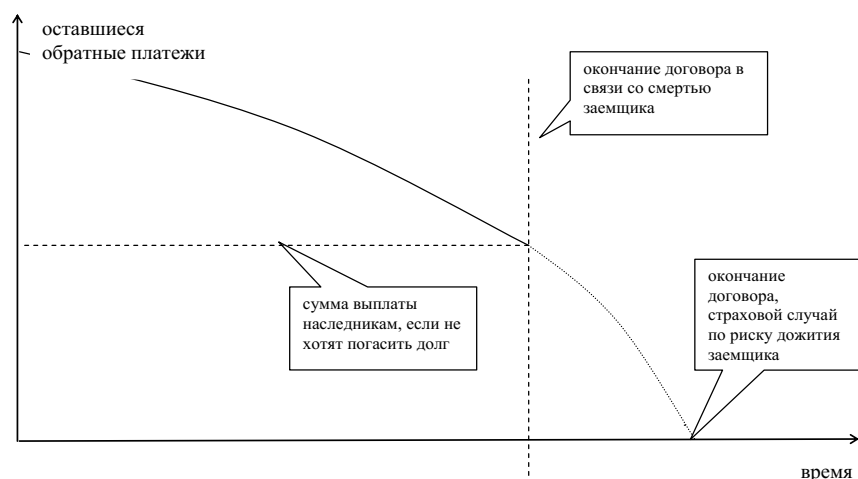 оставшиеся
обратные платежи
окончание договора в
связи со смертью
заемщика
сумма выплаты
наследникам, если не
хотят погасить долг
окончание
договора,
страховой случай
по риску дожития
заемщика
время